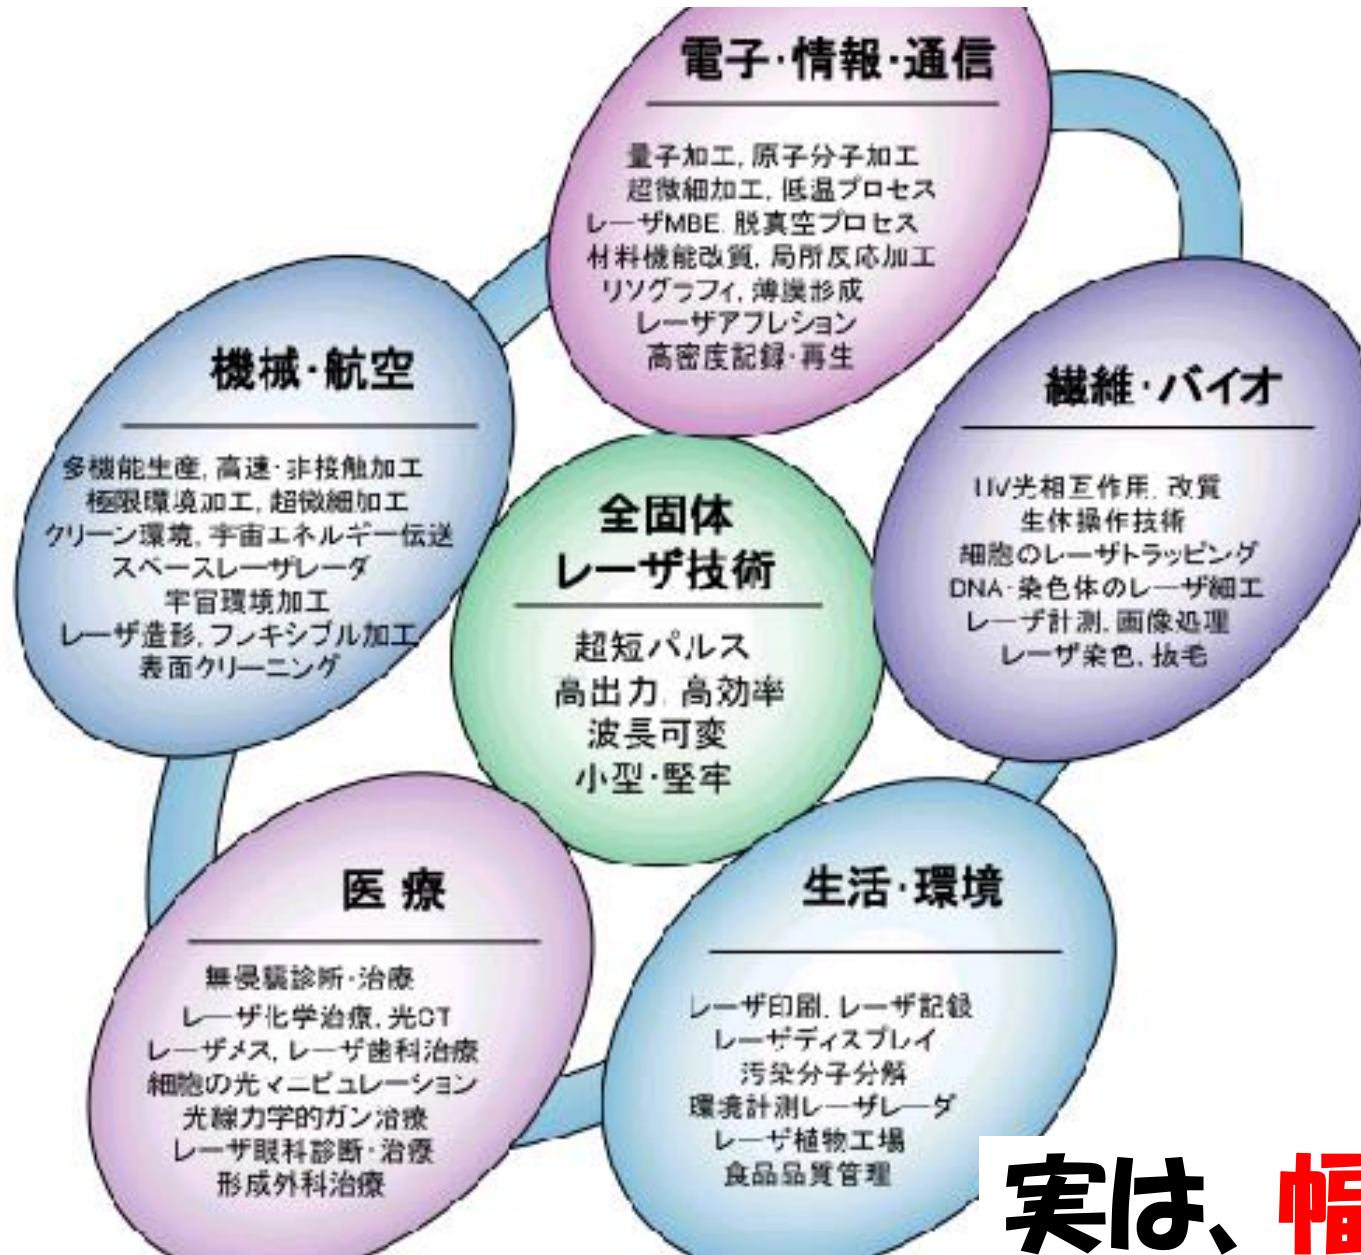 電子・情報・通信
量子加工, 原子分子加工
超微細加工, 低温プロセス
レーザMBE, 脱真空プロセス
材料機能改質, 局所反応加工
リソグラフィ, 薄膜形成
レーザアブレション
高密度記録・再生
機械・航空
多機能生産, 高速・非接触加工
極限環境加工, 超微細加工
クリーン環境, 宇宙エネルギー伝送
スペースレーザレーダ
宇宙環境加工
レーザ造形, フレキシブル加工
表面クリーニング
全固体
レーザ技術
超短パルス
高出力, 高効率
波長可変
小型・堅牢
繊維・バイオ
UV光相互作用, 改質
生体操作技術
細胞のレーザトラッピング
DNA・染色体のレーザ細工
レーザ計測, 画像処理
レーザ染色, 抜毛
医 療
無侵襲診断・治療
レーザ化学治療, 光CT
レーザメス, レーザ歯科治療
細胞の光マニピュレーション
光線力学的ガン治療
レーザ眼科診断・治療
形成外科治療
生活・環境
レーザ印刷, レーザ記録
レーザディスプレイ
汚染分子分解
環境計測レーザレーダ
レーザ植物工場
食品品質管理
実は、幅